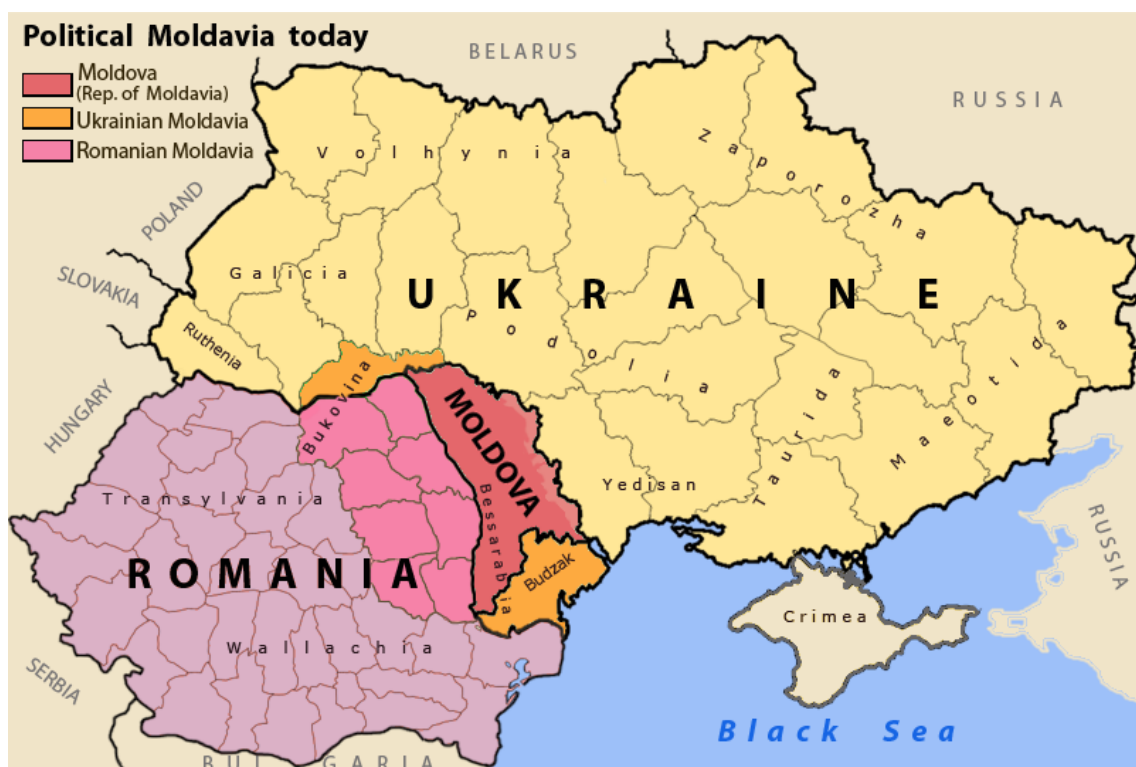 Political Moldavia today
Moldova
(Rep. of Moldavia)
Ukrainian Moldavia
Romanian Moldavia
BELARUS
RUSSIA
POLAND
SLOVAKIA
HUNGARY
SERBIA
BULGARIA
RUSSIA
Volhynia
Zaporozha
Galicia
UKRAINE
Podolia
Ruthenia
Bukovina
MOLDOVA
Bessarabia
Budzak
Yedisan
Taurida
Maeotida
Transylvania
ROMANIA
Wallachia
Crimea
Black Sea